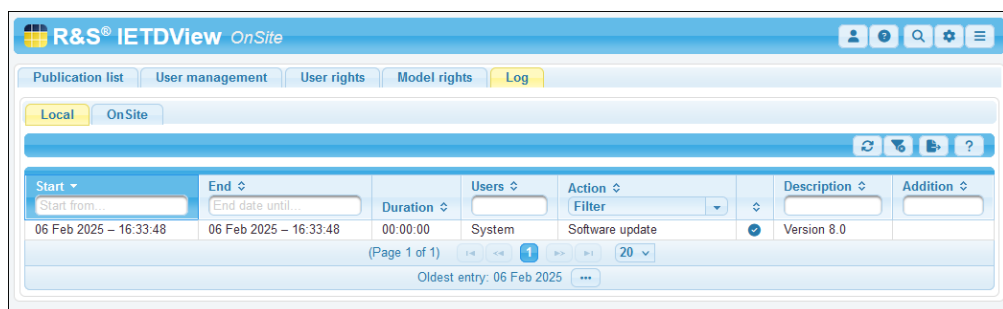 R&S® IETDView OnSite
Publication list User management User rights Model rights Log
Local OnSite
?
Start End Duration Users Action Description Addition
Start from... End date until... Filter
06 Feb 2025 – 16:33:48 06 Feb 2025 – 16:33:48 00:00:00 System Software update Version 8.0
(Page 1 of 1) 1 20
Oldest entry: 06 Feb 2025 ...